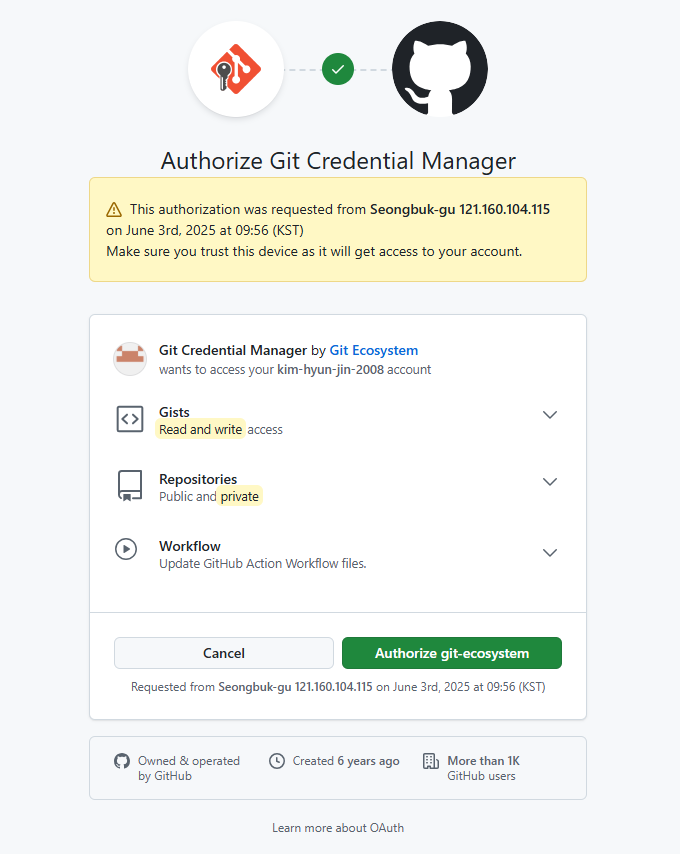 Authorize Git Credential Manager
This authorization was requested from Seongbuk-gu 121.160.104.115
on June 3rd, 2025 at 09:56 (KST)
Make sure you trust this device as it will get access to your account.
Git Credential Manager by Git Ecosystem
wants to access your kim-hyun-jin-2008 account
Gists
Read and write access
Repositories
Public and private
Workflow
Update GitHub Action Workflow files.
Cancel
Authorize git-ecosystem
Requested from Seongbuk-gu 121.160.104.115 on June 3rd, 2025 at 09:56 (KST)
Owned & operated
by GitHub
Created 6 years ago
More than 1K
GitHub users
Learn more about OAuth